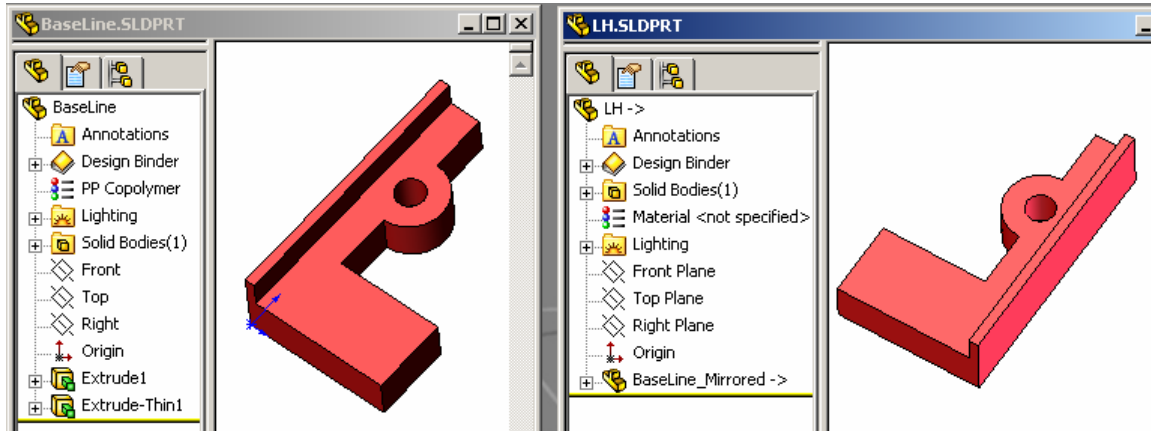 BaseLine.SLDPRT
BaseLine
Annotations
Design Binder
PP Copolymer
Lighting
Solid Bodies(1)
Front
Top
Right
Origin
Extrude1
Extrude-Thin1
LH.SLDPRT
LH ->
Annotations
Design Binder
Solid Bodies(1)
Material <not specified>
Lighting
Front Plane
Top Plane
Right Plane
Origin
BaseLine_Mirrored ->